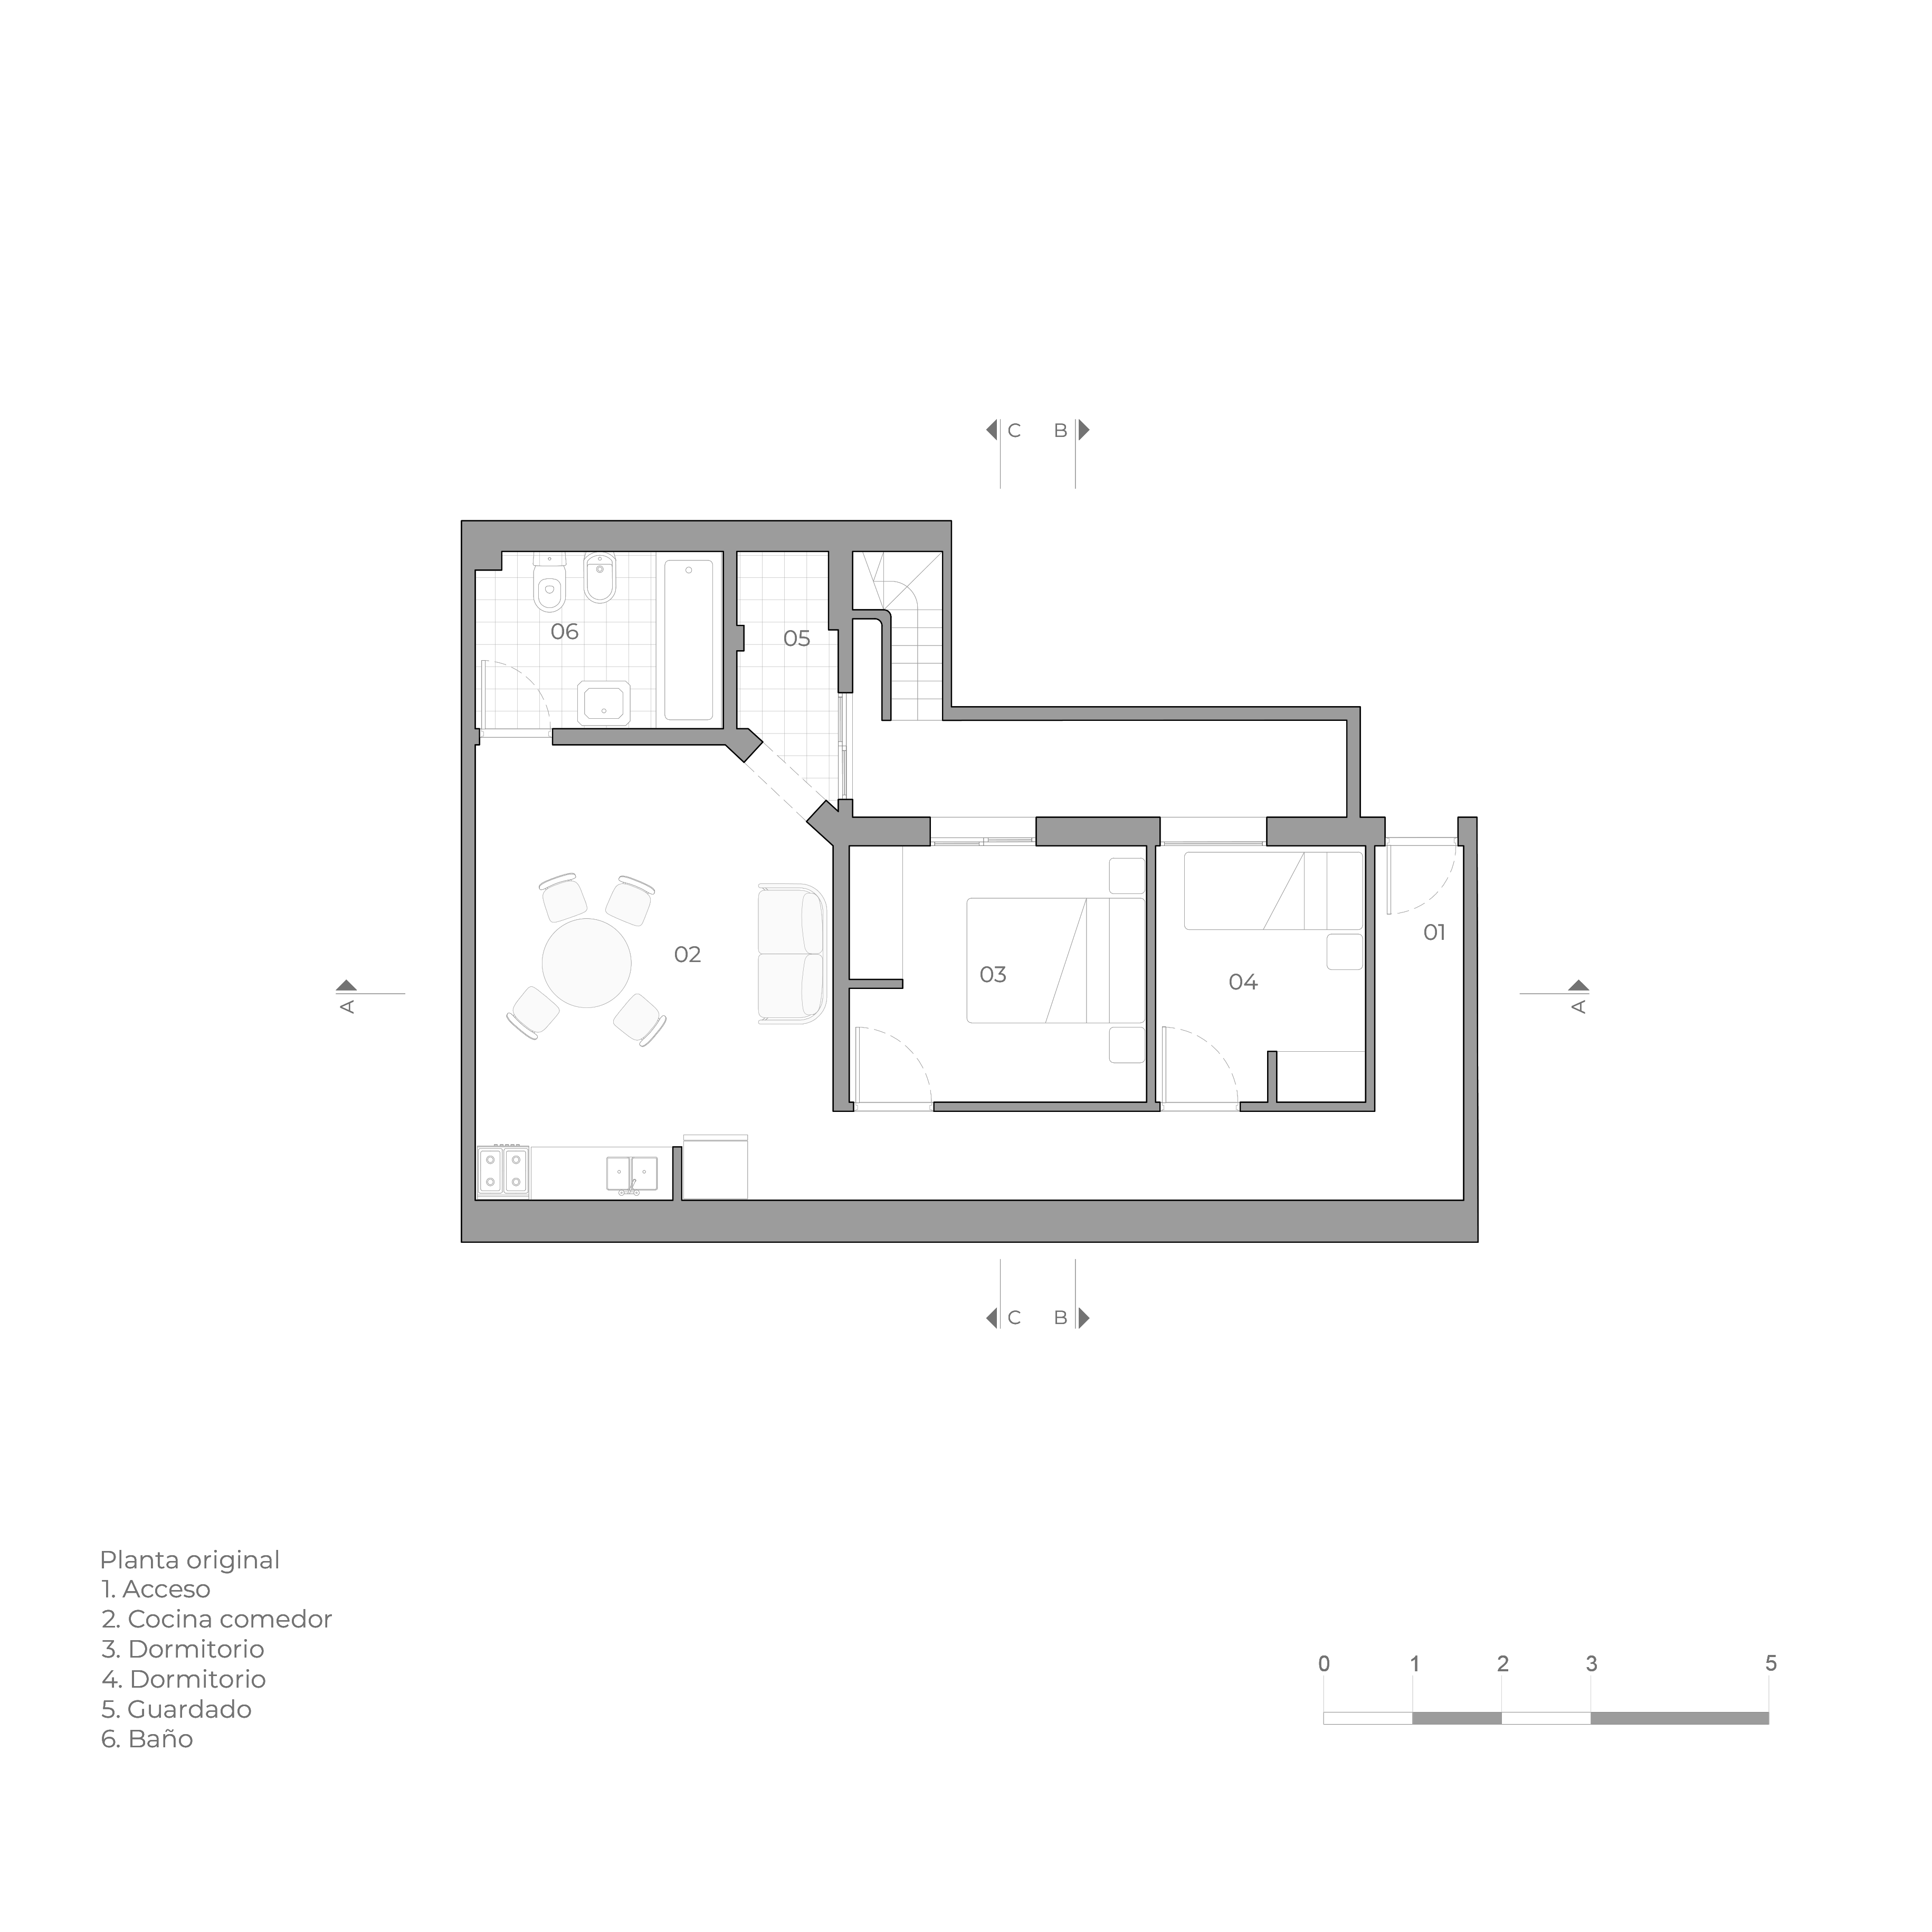 C B
06
05
01
02
03
04
A
A
C B
Planta original
1. Acceso
2. Cocina comedor
3. Dormitorio
4. Dormitorio
5. Guardado
6. Baño
0 1 2 3 5